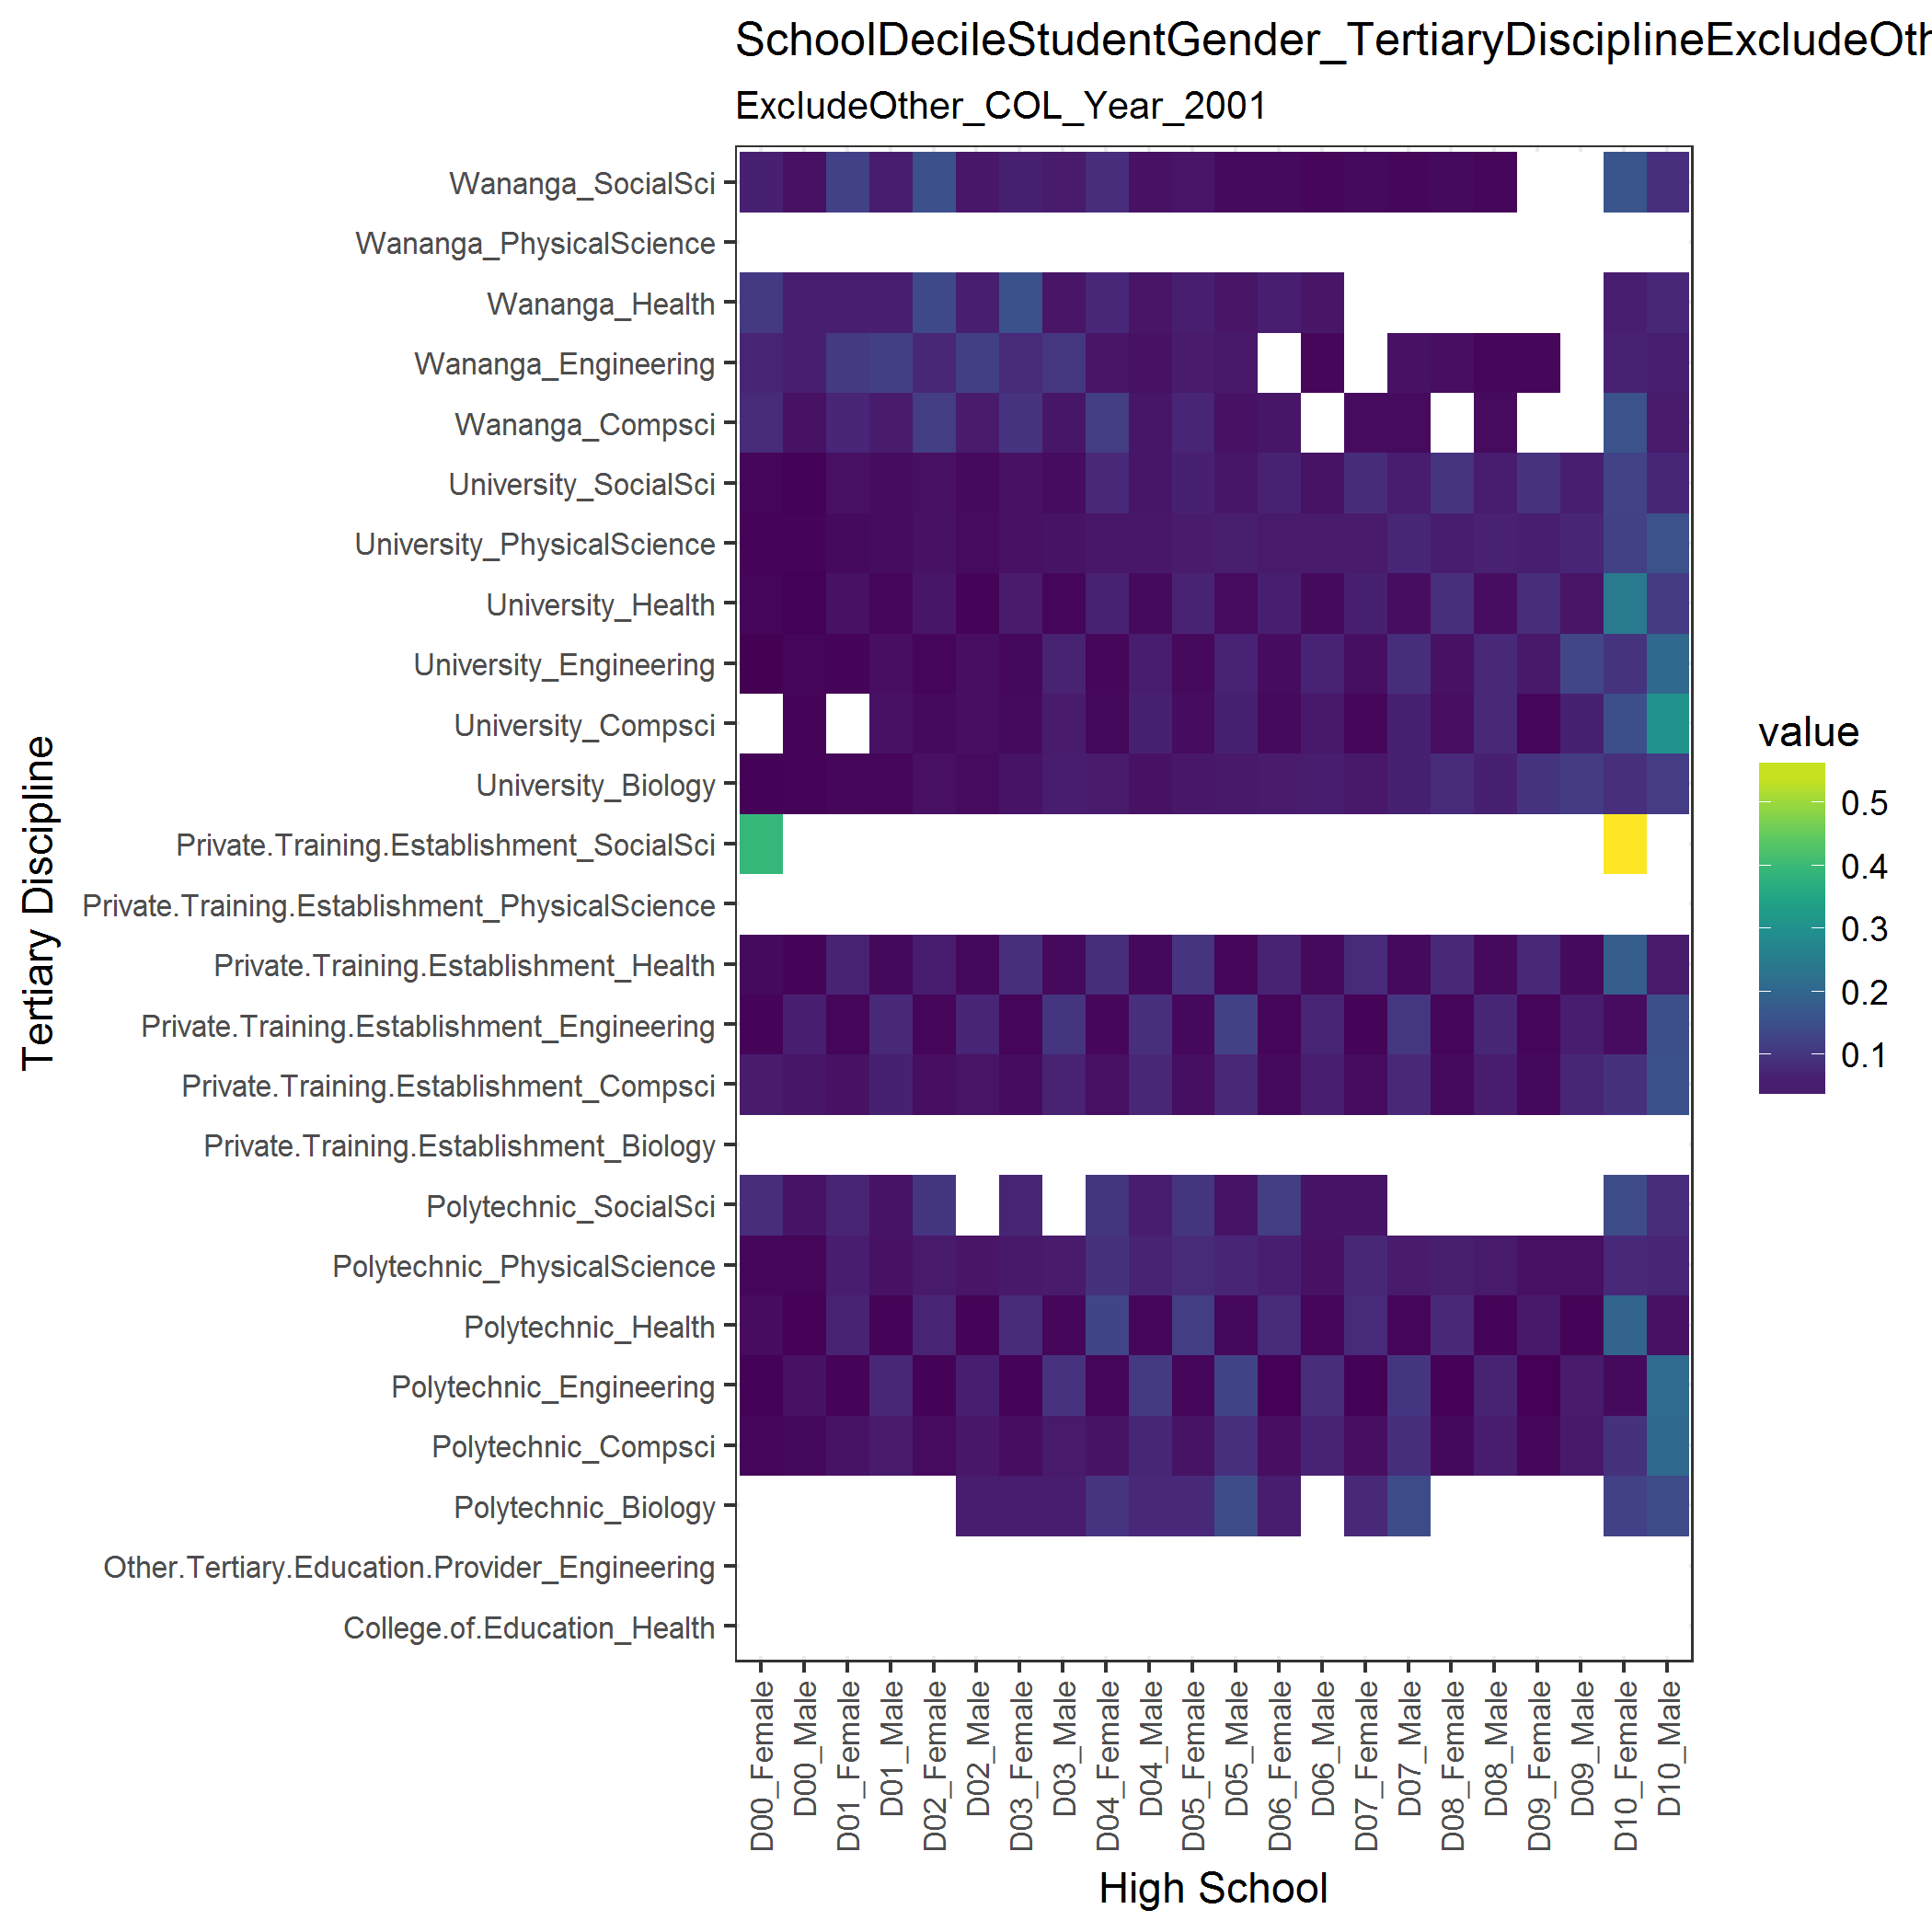 SchoolDecileStudentGender_TertiaryDisciplineExcludeOth
ExcludeOther_COL_Year_2001
Tertiary Discipline
Wananga_SocialSci
Wananga_PhysicalScience
Wananga_Health
Wananga_Engineering
Wananga_Compsci
University_SocialSci
University_PhysicalScience
University_Health
University_Engineering
University_Compsci
University_Biology
Private.Training.Establishment_SocialSci
Private.Training.Establishment_PhysicalScience
Private.Training.Establishment_Health
Private.Training.Establishment_Engineering
Private.Training.Establishment_Compsci
Private.Training.Establishment_Biology
Polytechnic_SocialSci
Polytechnic_PhysicalScience
Polytechnic_Health
Polytechnic_Engineering
Polytechnic_Compsci
Polytechnic_Biology
Other.Tertiary.Education.Provider_Engineering
College.of.Education_Health
D00_Female
D00_Male
D01_Female
D01_Male
D02_Female
D02_Male
D03_Female
D03_Male
D04_Female
D04_Male
D05_Female
D05_Male
D06_Female
D06_Male
D07_Female
D07_Male
D08_Female
D08_Male
D09_Female
D09_Male
D10_Female
D10_Male
High School
value
0.5
0.4
0.3
0.2
0.1